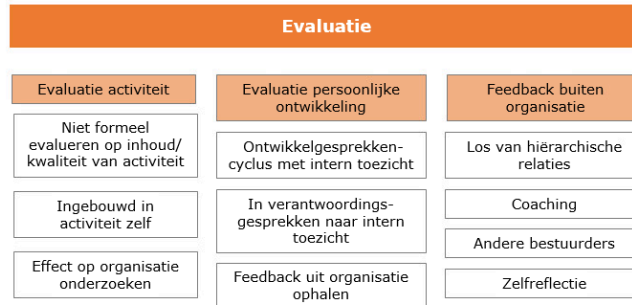 Evaluatie
Evaluatie activiteit
Niet formeel
evalueren op inhoud/
kwaliteit van activiteit
Ingebouwd in
activiteit zelf
Effect op organisatie
onderzoeken
Evaluatie persoonlijke
ontwikkeling
Ontwikkelgesprekken-
cyclus met intern toezicht
In verantwoordings-
gesprekken naar intern
toezicht
Feedback uit organisatie
ophalen
Feedback buiten
organisatie
Los van hiërarchische
relaties
Coaching
Andere bestuurders
Zelfreflectie